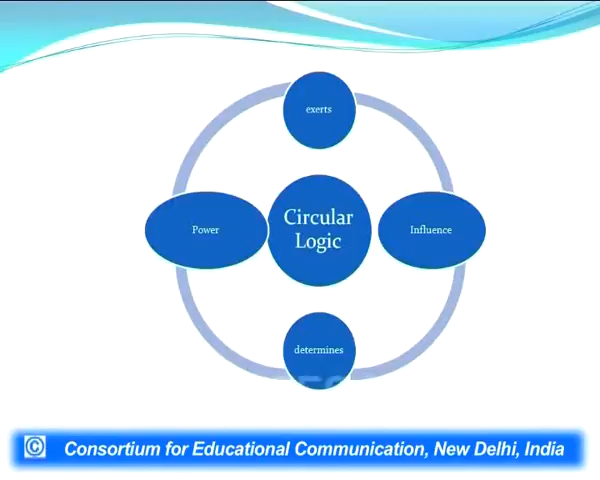 exerts
Circular
Logic
Power
Influence
determines
© Consortium for Educational Communication, New Delhi, India